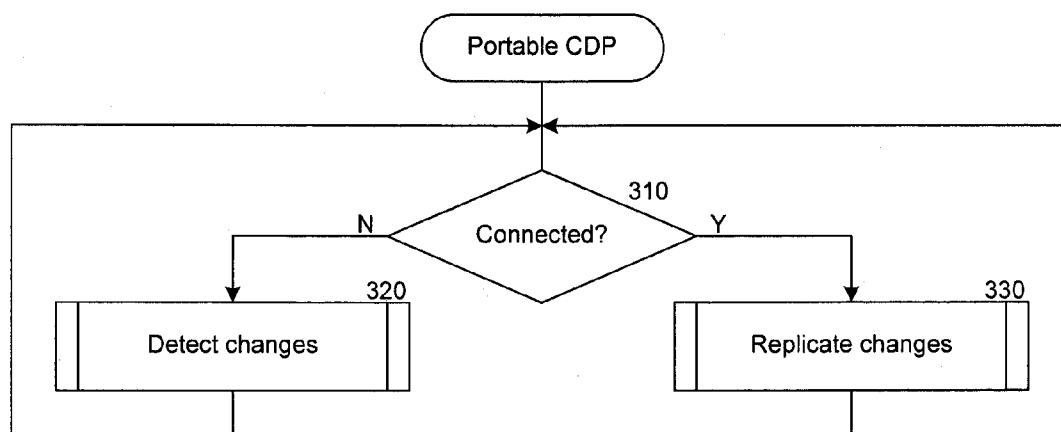 Portable CDP
310
Connected?
N
Y
320
Detect changes
330
Replicate changes